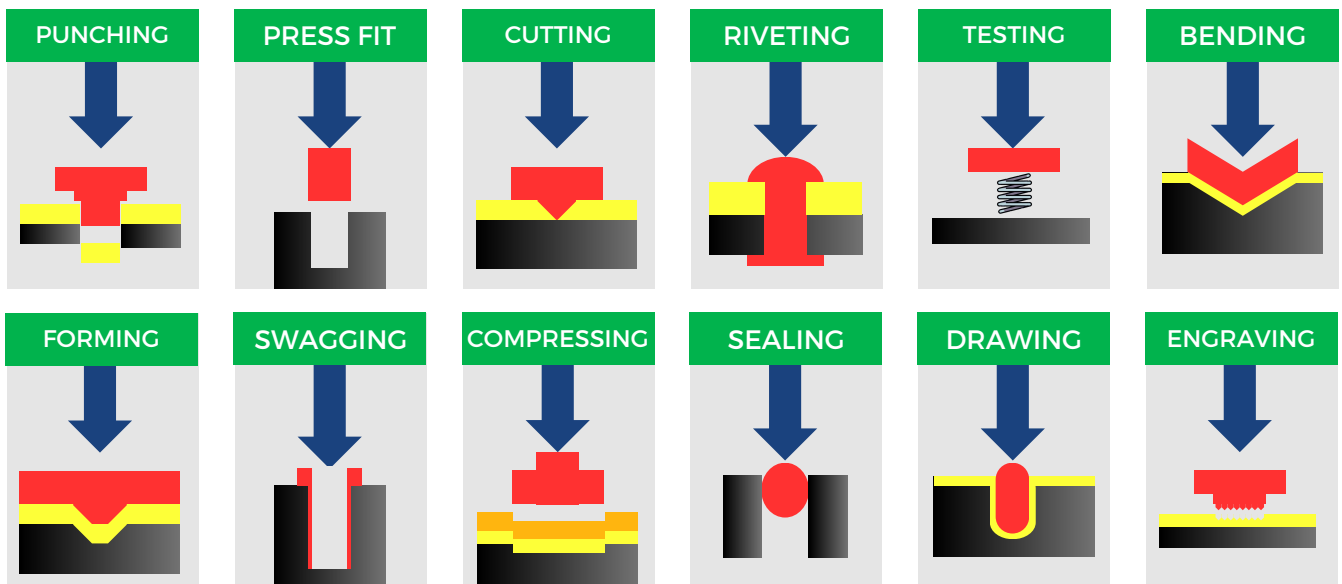 PUNCHING
PRESS FIT
CUTTING
RIVETING
TESTING
BENDING
FORMING
SWAGGING
COMPRESSING
SEALING
DRAWING
ENGRAVING